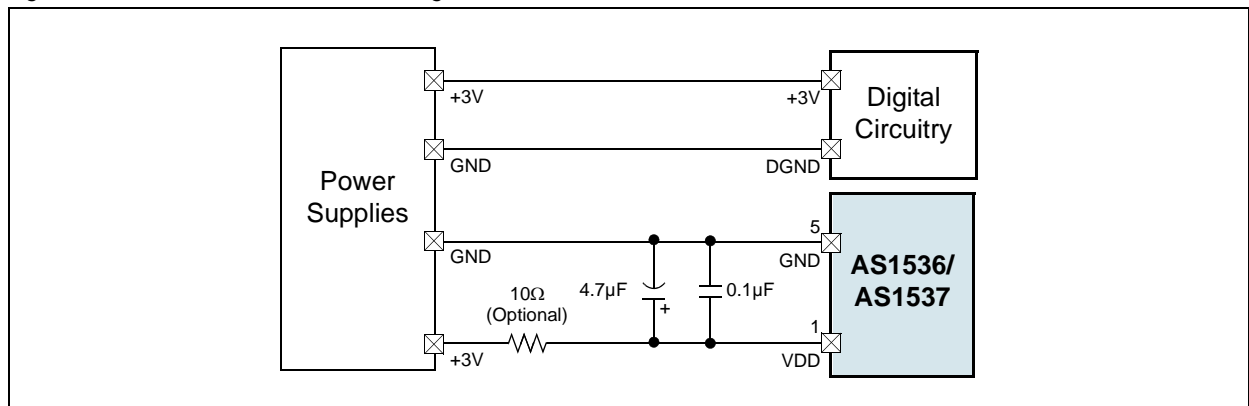 Power
Supplies
+3V
GND
GND
+3V
10Ω
(Optional)
4.7µF
+
0.1µF
+3V
DGND
Digital
Circuitry
5
GND
1
VDD
AS1536/
AS1537